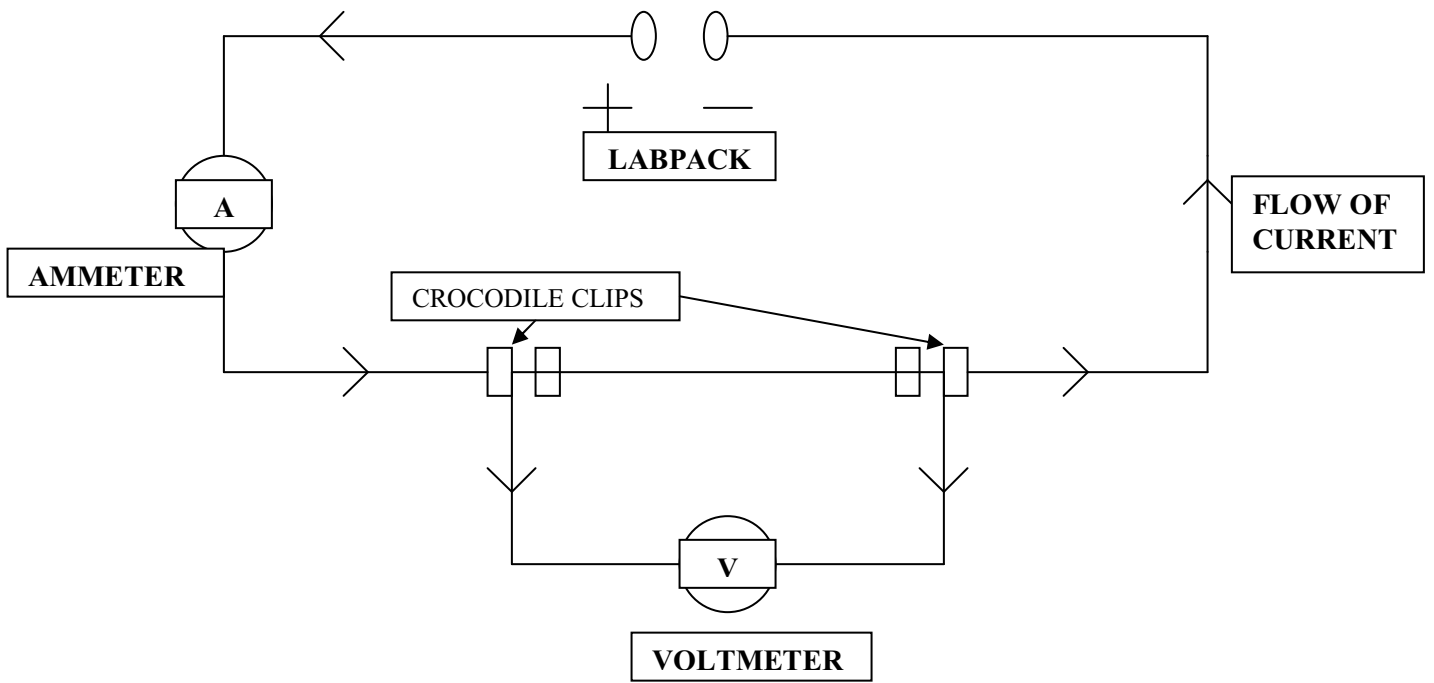 LABPACK
A
FLOW OF
CURRENT
AMMETER
CROCODILE CLIPS
V
VOLTMETER